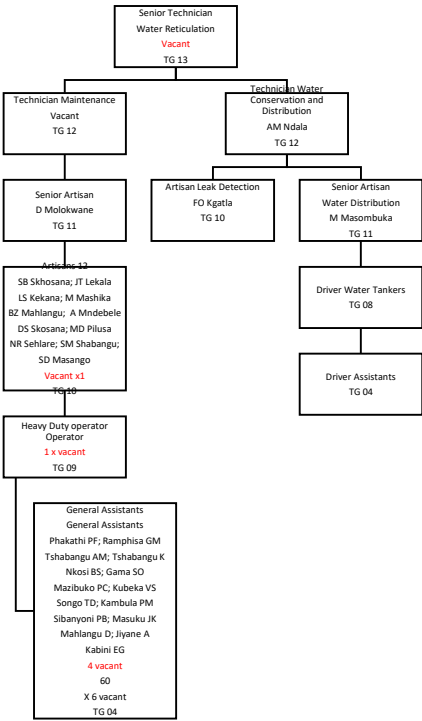 Senior Technician
Water Reticulation
Vacant
TG 13
Technician Maintenance
Vacant
TG 12
Technician Water
Conservation and
Distribution
AM Ndala
TG 12
Senior Artisan
D Molokwane
TG 11
Artisan Leak Detection
FO Kgatla
TG 10
Senior Artisan
Water Distribution
M Masombuka
TG 11
Artisans 12
SB Skhosana; JT Lekala
LS Kekana; M Mashika
BZ Mahlangu; A Mndebele
DS Skosana; MD Pilusa
NR Sehlare; SM Shabangu;
SD Masango
Vacant x1
TG 10
Driver Water Tankers
TG 08
Driver Assistants
TG 04
Heavy Duty operator
Operator
1 x vacant
TG 09
General Assistants
General Assistants
Phakathi PF; Ramphisa GM
Tshabangu AM; Tshabangu K
Nkosi BS; Gama SO
Mazibuko PC; Kubeka VS
Songo TD; Kambula PM
Sibanyoni PB; Masuku JK
Mahlangu D; Jiyane A
Kabini EG
4 vacant
60
X 6 vacant
TG 04